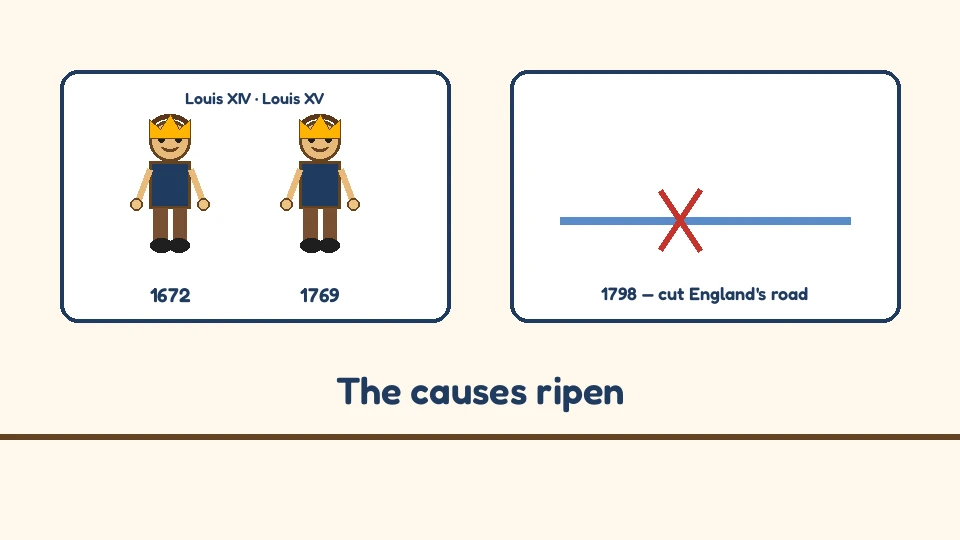 Louis XIV · Louis XV
1672
1769
1798 — cut England's road
The causes ripen